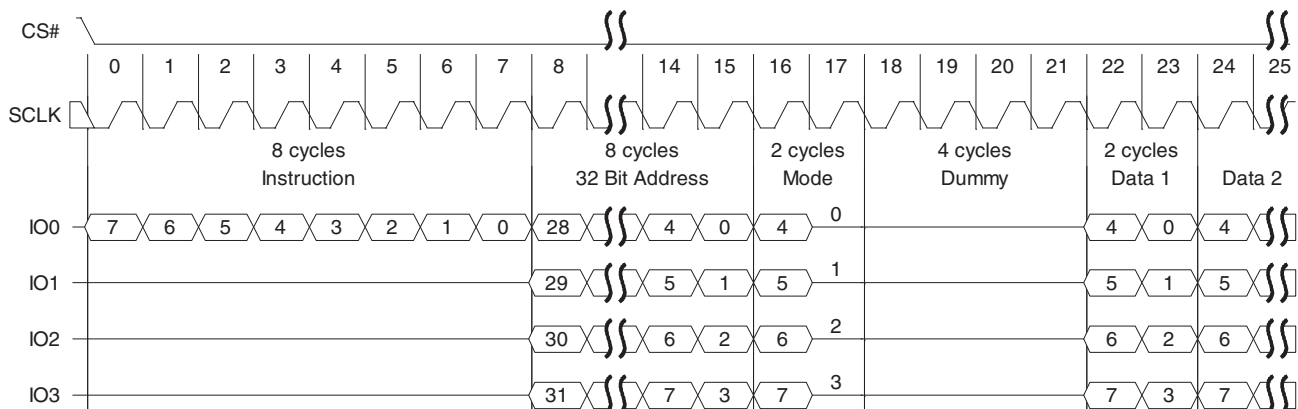 CS#
0 1 2 3 4 5 6 7 8 14 15 16 17 18 19 20 21 22 23 24 25
SCLK
8 cycles 8 cycles 2 cycles 4 cycles 2 cycles
Instruction 32 Bit Address Mode Dummy Data 1 Data 2
IO0 7 6 5 4 3 2 1 0 28 4 0 4 0 4 0 4
IO1 29 5 1 5 1 5 1 5
IO2 30 6 2 6 2 6 2 6
IO3 31 7 3 7 3 7 3 7